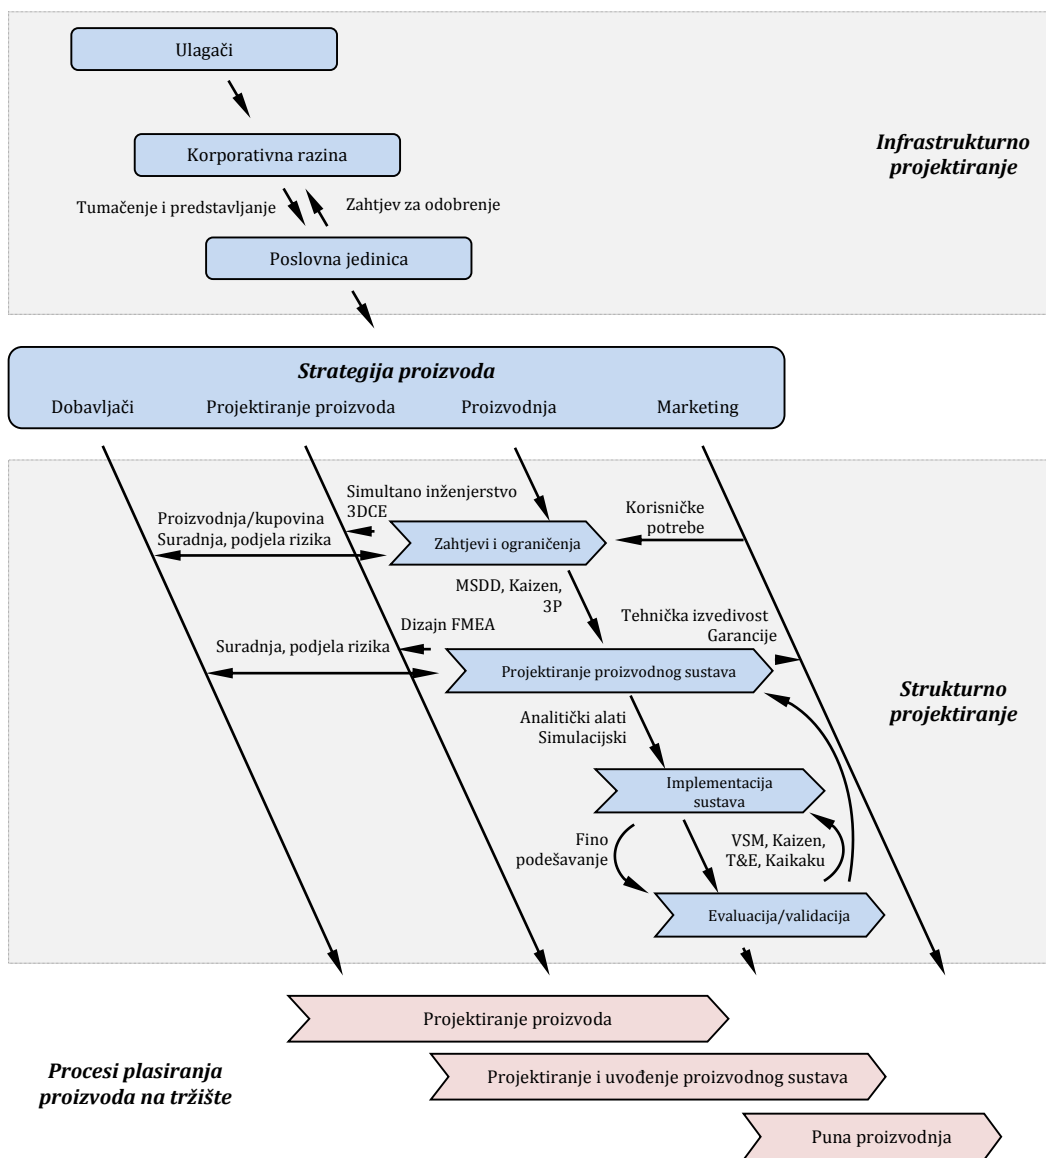 Ulagači
Korporativna razina
Infrastrukturno
projektiranje
Tumačenje i predstavljanje
Zahtjev za odobrenje
Poslovna jedinica
Strategija proizvoda
Dobavljači
Projektiranje proizvoda
Proizvodnja
Marketing
Simultano inženjerstvo
3DCE
Proizvodnja/kupovina
Suradnja, podjela rizika
Zahtjevi i ograničenja
Korisničke
potrebe
MSDD, Kaizen,
3P
Dizajn FMEA
Suradnja, podjela rizika
Tehnička izvedivost
Garancije
Projektiranje proizvodnog sustava
Strukturno
projektiranje
Analitički alati
Simulacijski
Implementacija
sustava
Fino
podešavanje
VSM, Kaizen,
T&E, Kaikaku
Evaluacija/validacija
Projektiranje proizvoda
Procesi plasiranja
proizvoda na tržište
Projektiranje i uvođenje proizvodnog sustava
Puna proizvodnja